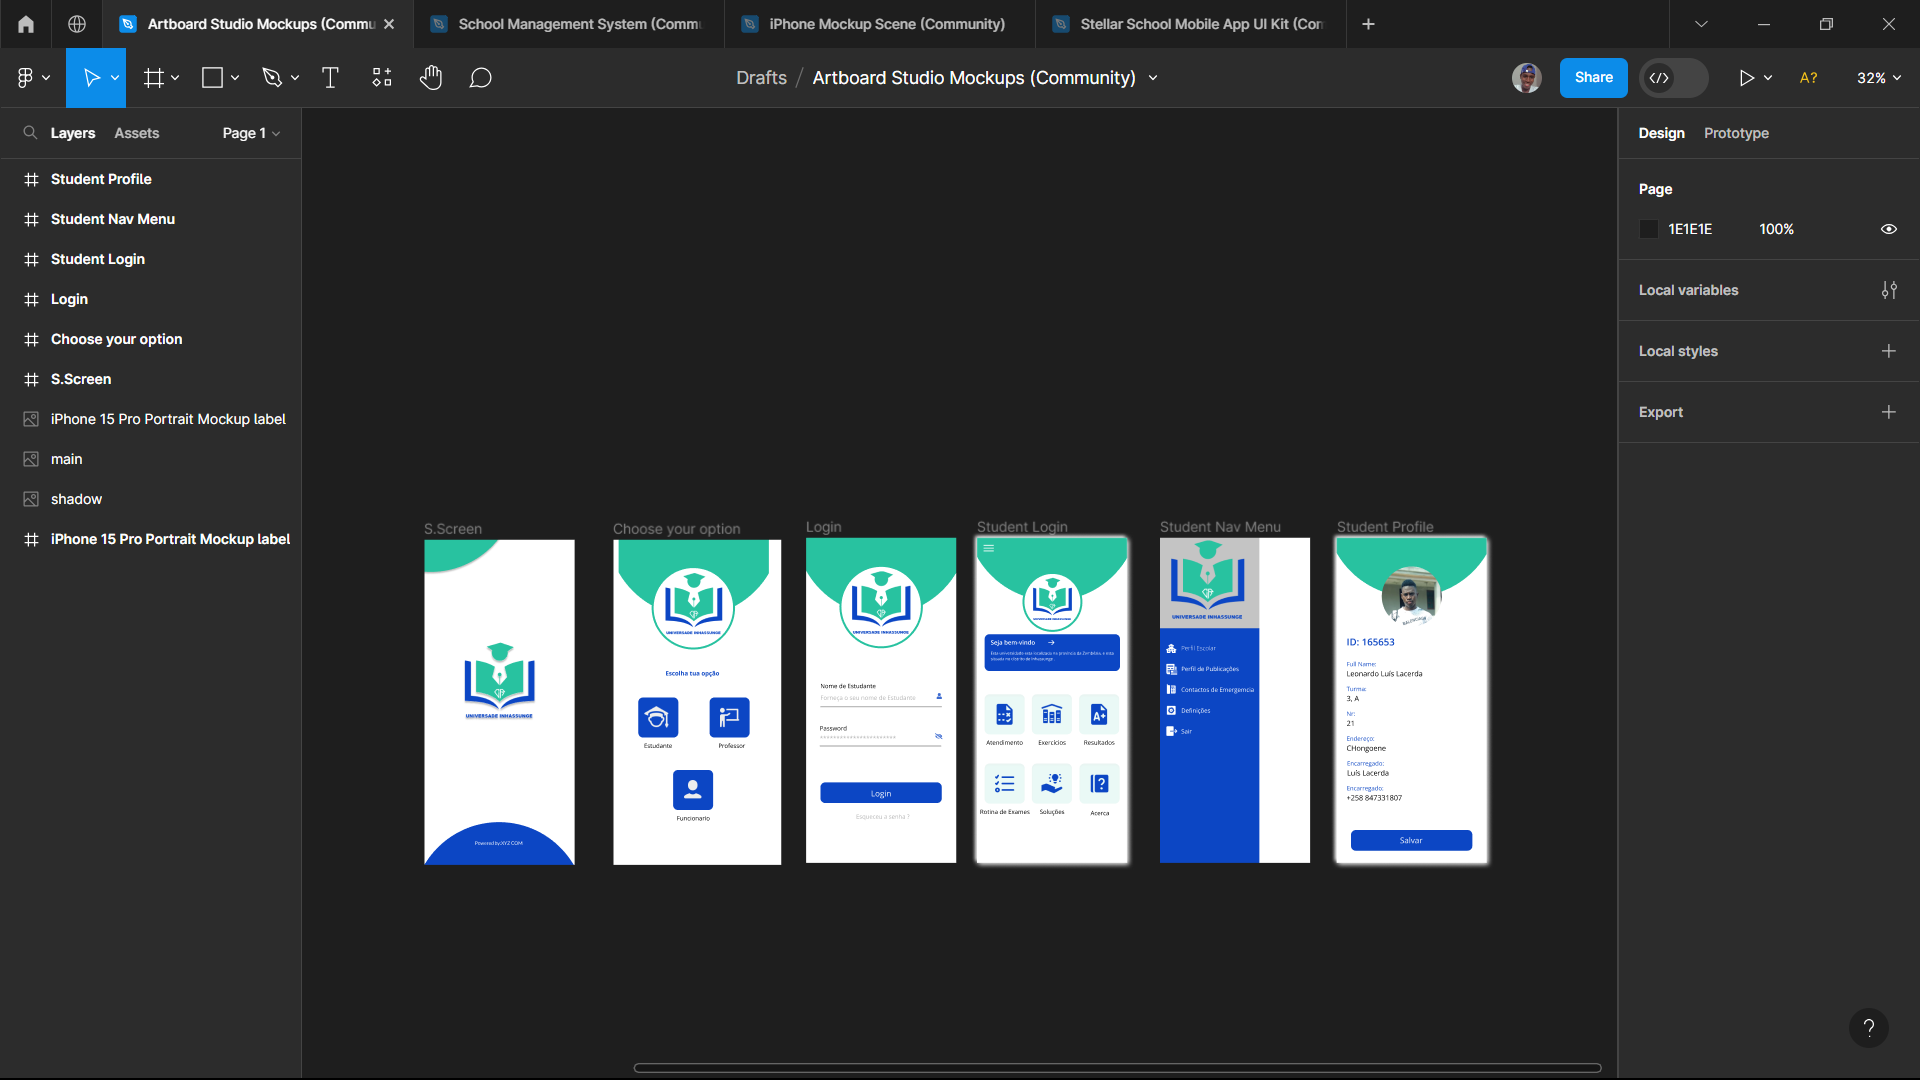 Artboard Studio Mockups (Commu
School Management System (Commu
iPhone Mockup Scene (Community)
Stellar School Mobile App UI Kit (Com
Drafts / Artboard Studio Mockups (Community)
Share
A?
32%
Layers
Assets
Page 1
Student Profile
Student Nav Menu
Student Login
Login
Choose your option
S.Screen
iPhone 15 Pro Portrait Mockup label
main
shadow
iPhone 15 Pro Portrait Mockup label
Design
Prototype
Page
1E1E1E
100%
Local variables
Local styles
Export
S.Screen
UNIVERSADE INHASSUNGE
Powered by XYZ COM
Choose your option
UNIVERSADE INHASSUNGE
Escolha tua opção
Estudante
Professor
Funcionario
Login
UNIVERSADE INHASSUNGE
Nome de Estudante
Forneça o seu nome de Estudante
Password
**********************
Login
Esqueceu a senha ?
Student Login
UNIVERSADE INHASSUNGE
Seja bem-vindo
Atendimento
Exercícios
A+
Resultados
Rotina de Exames
Soluções
?
Acerca
Student Nav Menu
UNIVERSADE INHASSUNGE
Perfil Escolar
Perfil de Publicações
Contactos de Emergencia
Definições
Sair
Student Profile
ID: 165653
Full Name:
Leonardo Luís Lacerda
Turma:
3, A
Nr:
21
Endereço:
CHongoene
Encarregado:
Luís Lacerda
Encarregado:
+258 847331807
Salvar
?